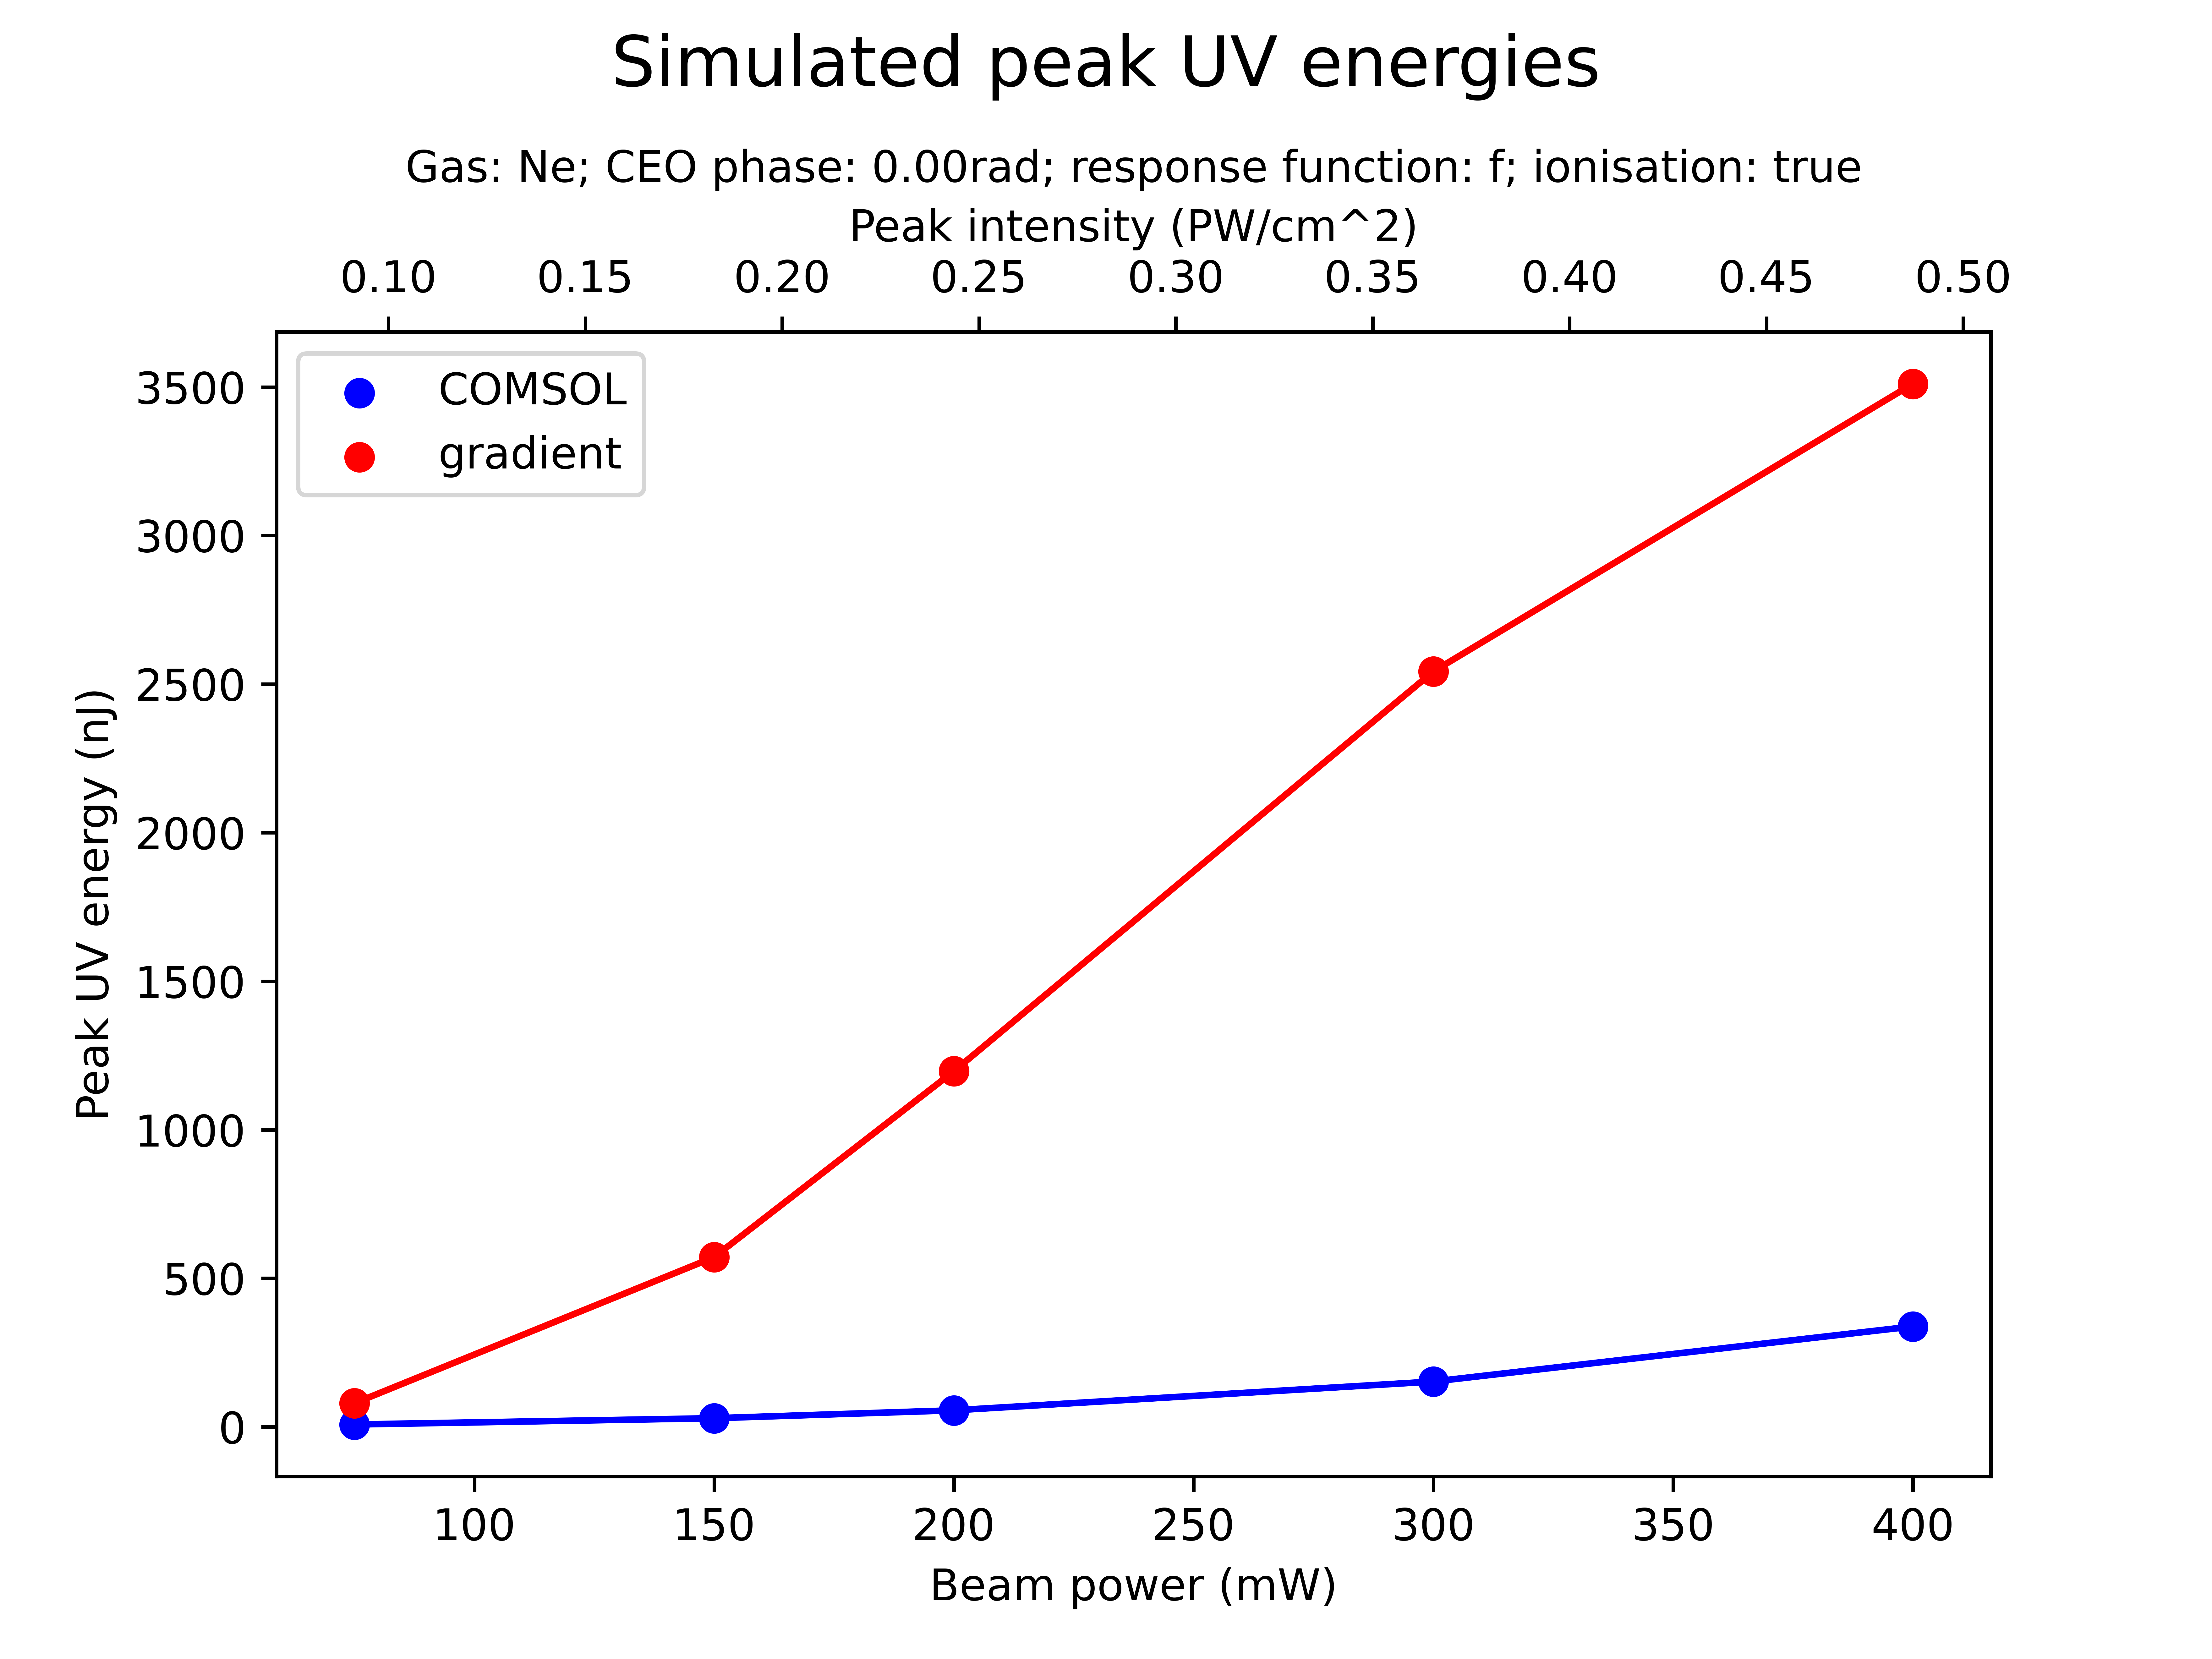 Simulated peak UV energies
Gas: Ne; CEO phase: 0.00rad; response function: f; ionisation: true
Peak intensity (PW/cm^2)
0.10 0.15 0.20 0.25 0.30 0.35 0.40 0.45 0.50
COMSOL
gradient
3500
3000
2500
2000
1500
1000
500
0
Peak UV energy (nJ)
100 150 200 250 300 350 400
Beam power (mW)